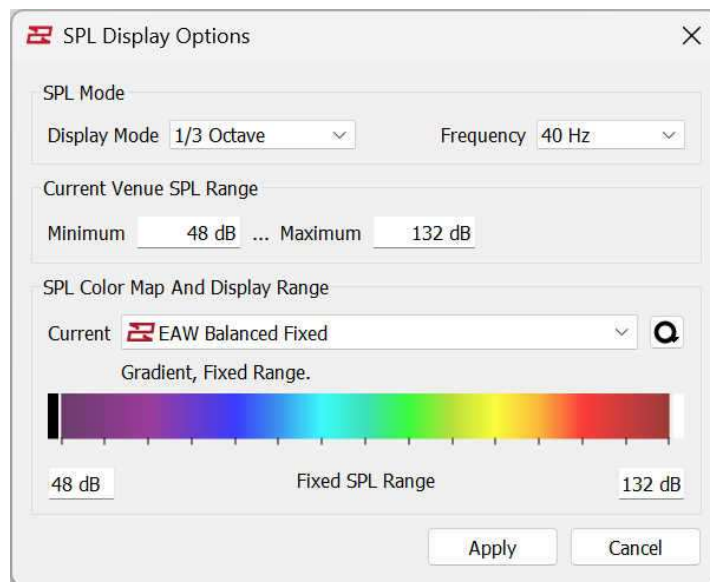 SPL Display Options
SPL Mode
Display Mode 1/3 Octave Frequency 40 Hz
Current Venue SPL Range
Minimum 48 dB ... Maximum 132 dB
SPL Color Map And Display Range
Current EAW Balanced Fixed
Gradient, Fixed Range.
48 dB Fixed SPL Range 132 dB
Apply Cancel